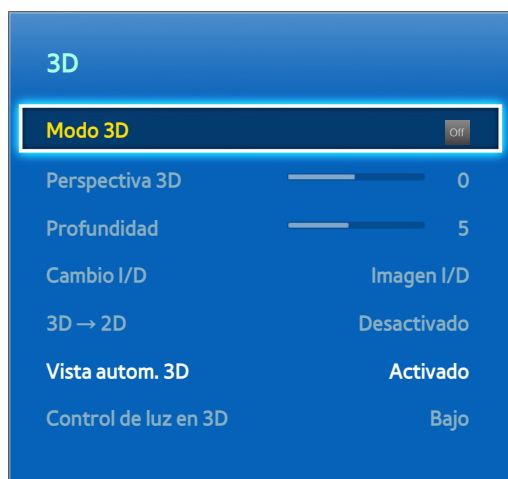 3D
Modo 3D Off
Perspectiva 3D 0
Profundidad 5
Cambio I/D Imagen I/D
3D → 2D Desactivado
Vista autom. 3D Activado
Control de luz en 3D Bajo